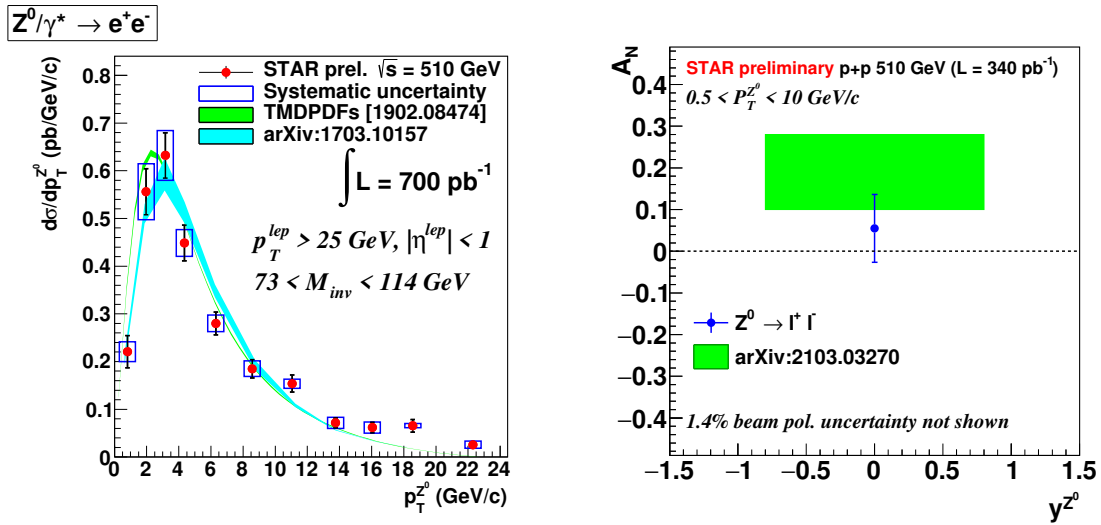 Z⁰/γ* → e⁺e⁻
dσ/dp_T^{Z⁰} (pb/GeV/c)
0.8
0.7
0.6
0.5
0.4
0.3
0.2
0.1
0
STAR prel. √s = 510 GeV
Systematic uncertainty
TMDPDFs [1902.08474]
arXiv:1703.10157
∫ L = 700 pb⁻¹
p_T^{lep} > 25 GeV, |η^{lep}| < 1
73 < M_{inv} < 114 GeV
0 2 4 6 8 10 12 14 16 18 20 22 24
p_T^{Z⁰} (GeV/c)
A_N
0.4
0.3
0.2
0.1
0
−0.1
−0.2
−0.3
−0.4
STAR preliminary p+p 510 GeV (L = 340 pb⁻¹)
0.5 < P_T^{Z⁰} < 10 GeV/c
Z⁰ → l⁺ l⁻
arXiv:2103.03270
1.4% beam pol. uncertainty not shown
−1.5 −1 −0.5 0 0.5 1 1.5
y^{Z⁰}